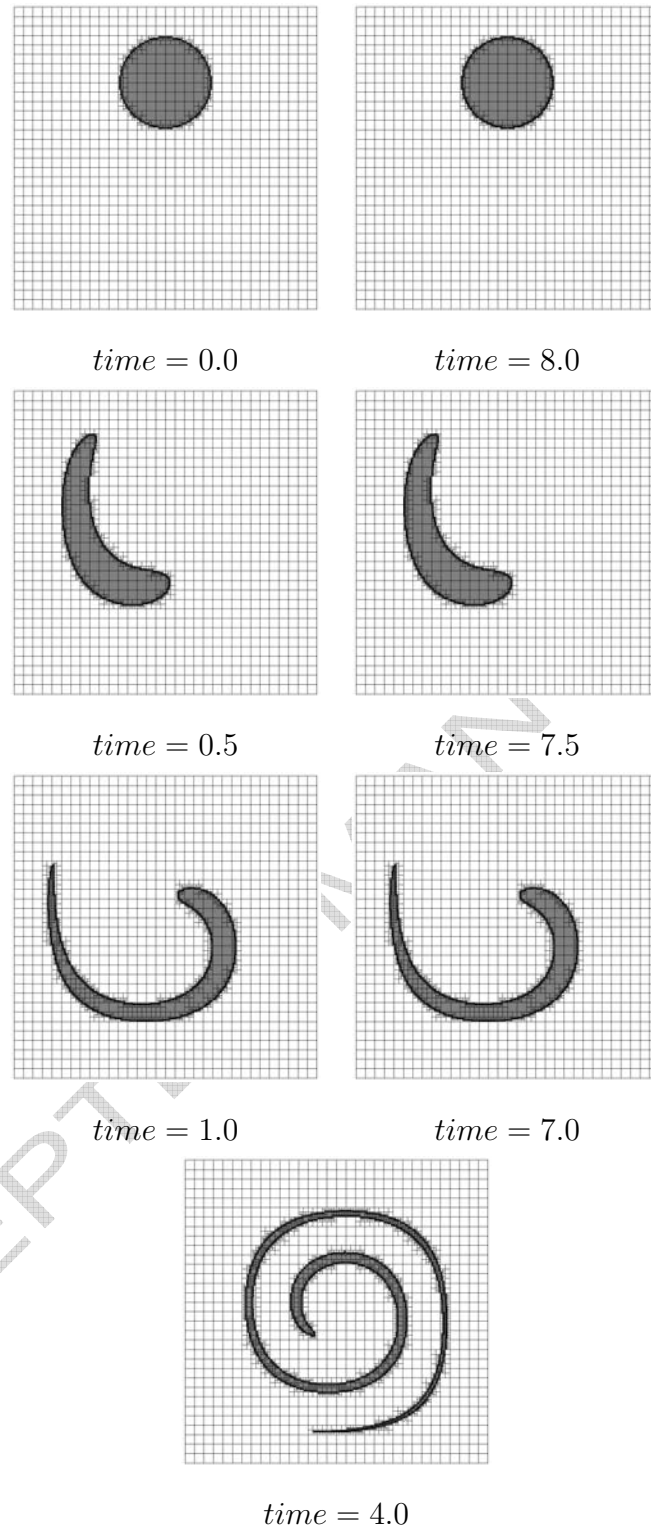 time = 0.0
time = 8.0
time = 0.5
time = 7.5
time = 1.0
time = 7.0
time = 4.0